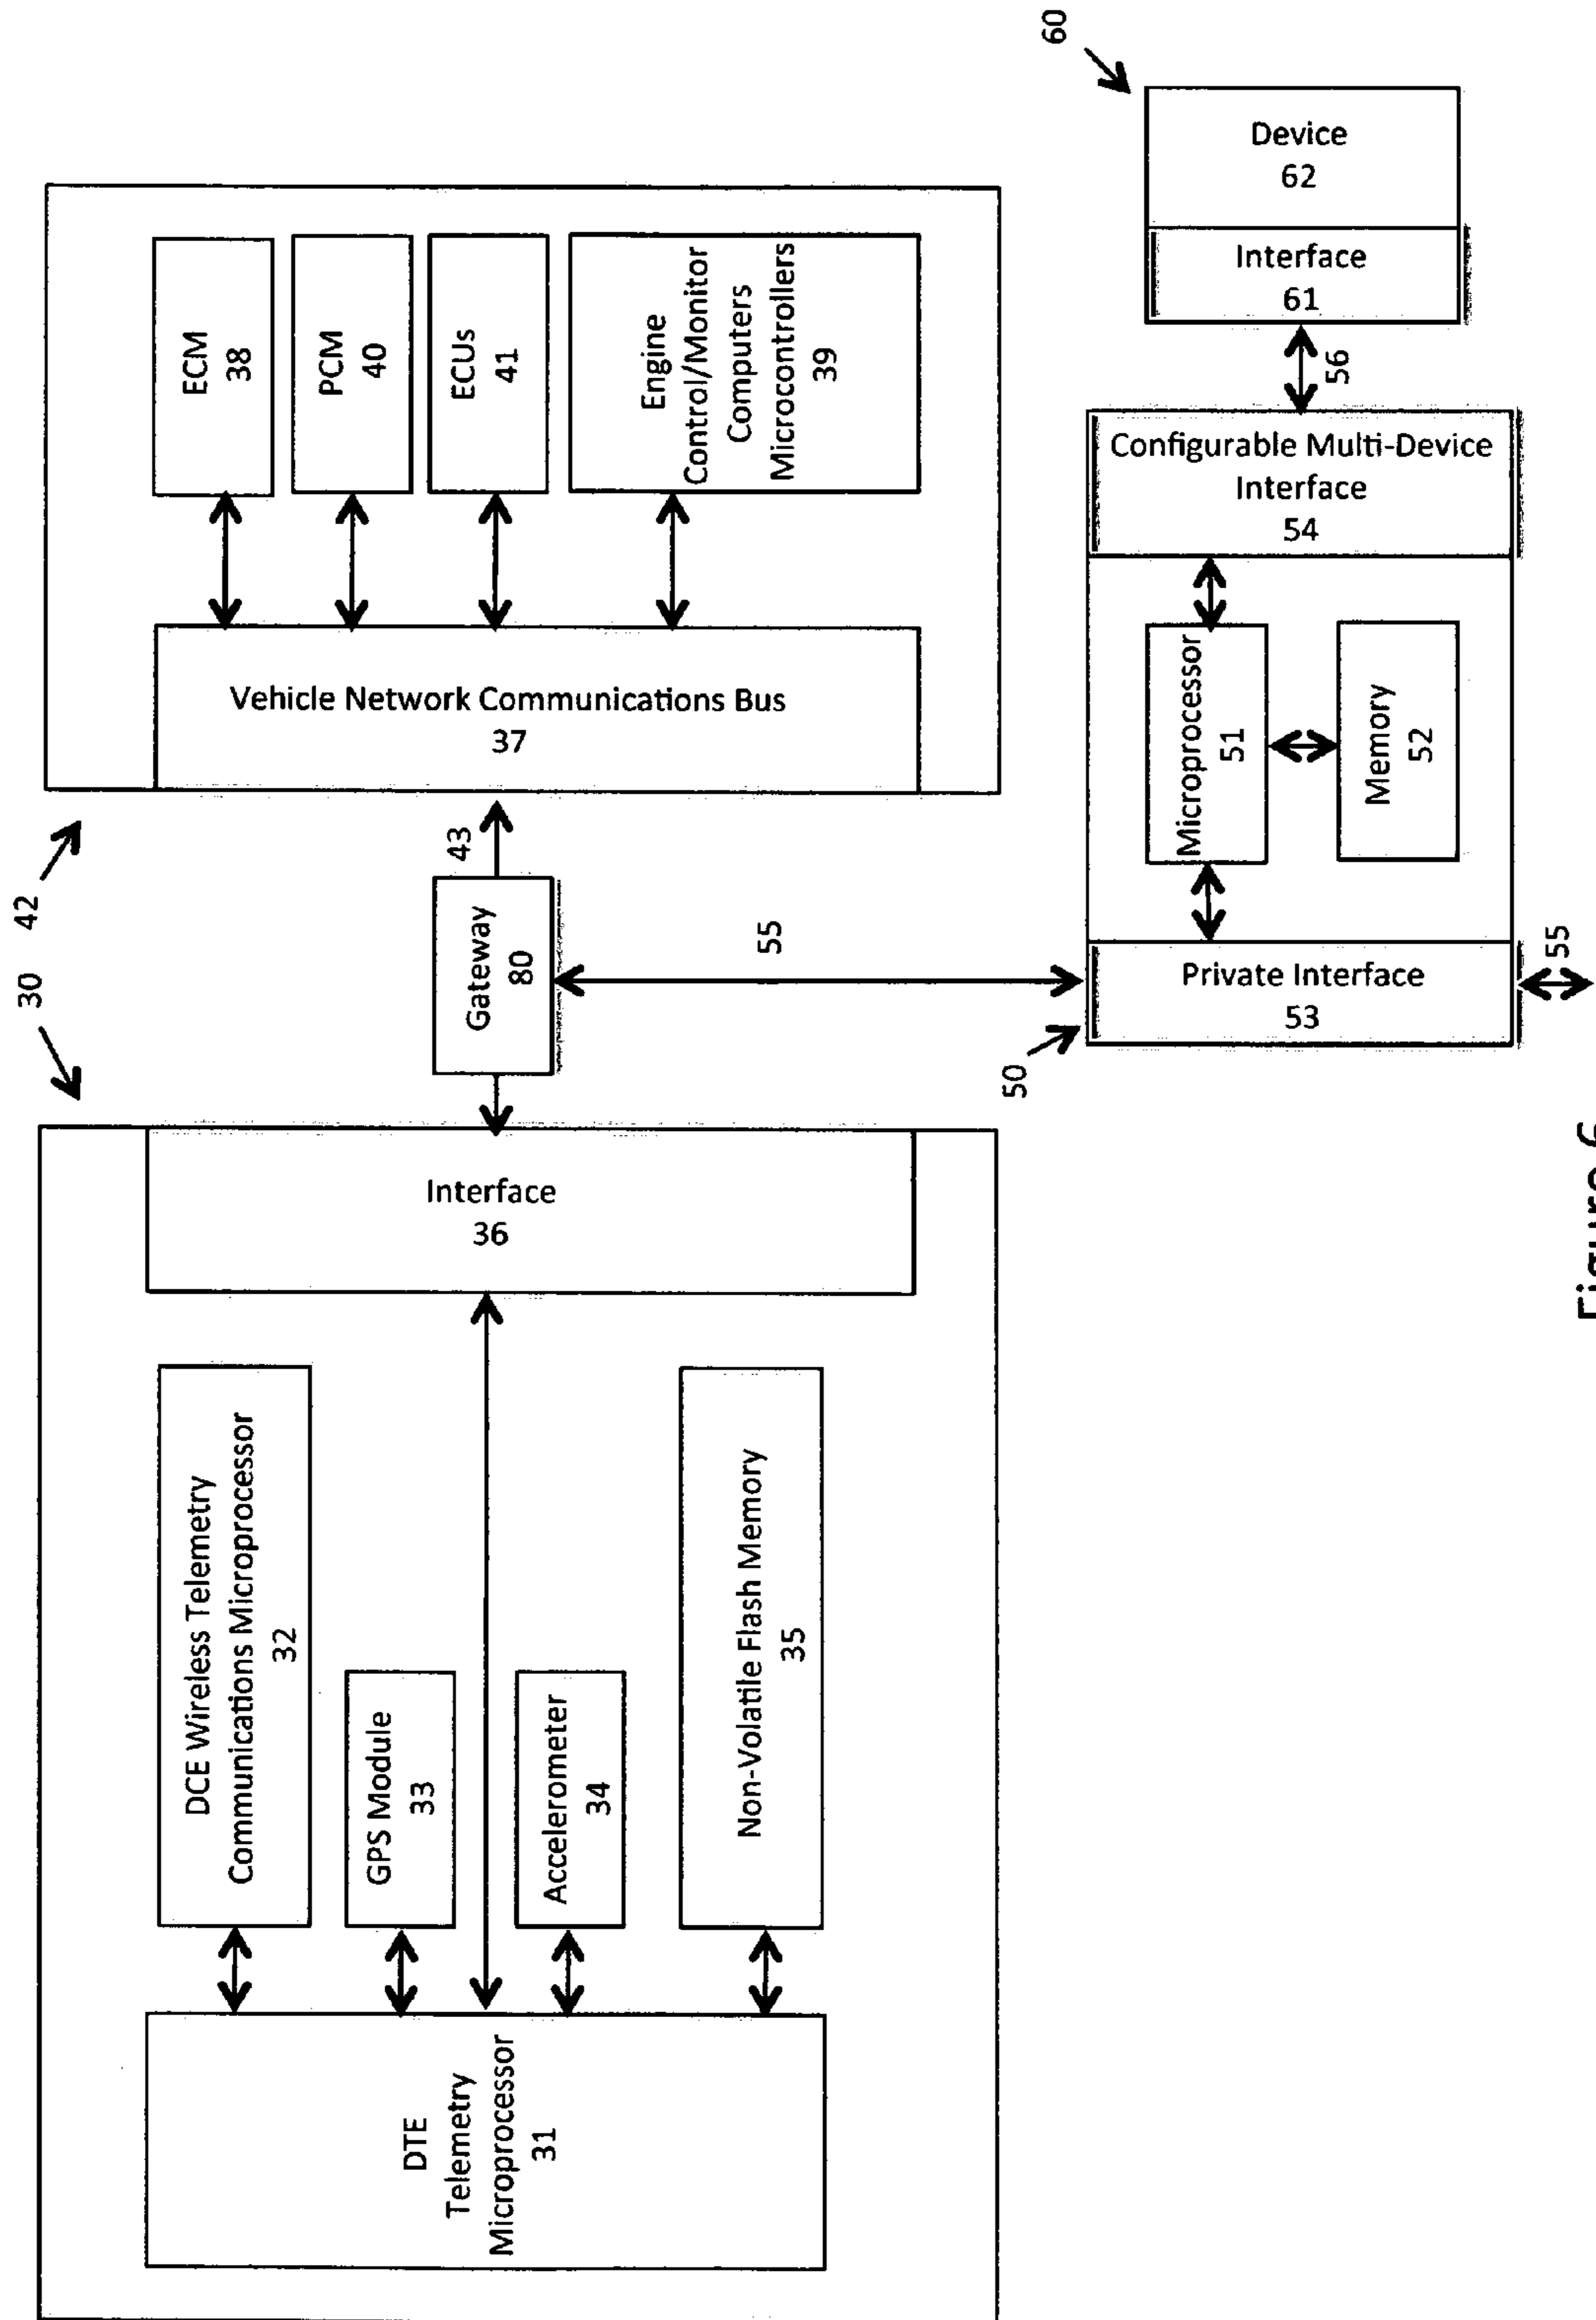 30
42
DTE
Telemetry
Microprocessor
31
DCE Wireless Telemetry
Communications Microprocessor
32
GPS Module
33
Accelerometer
34
Non-Volatile Flash Memory
35
Interface
36
Gateway
80
43
Vehicle Network Communications Bus
37
ECM
38
PCM
40
ECUs
41
Engine
Control/Monitor
Computers
Microcontrollers
39
55
50
Private Interface
53
55
Microprocessor
51
Memory
52
Configurable Multi-Device
Interface
54
56
60
Interface
61
Device
62
Figure 6